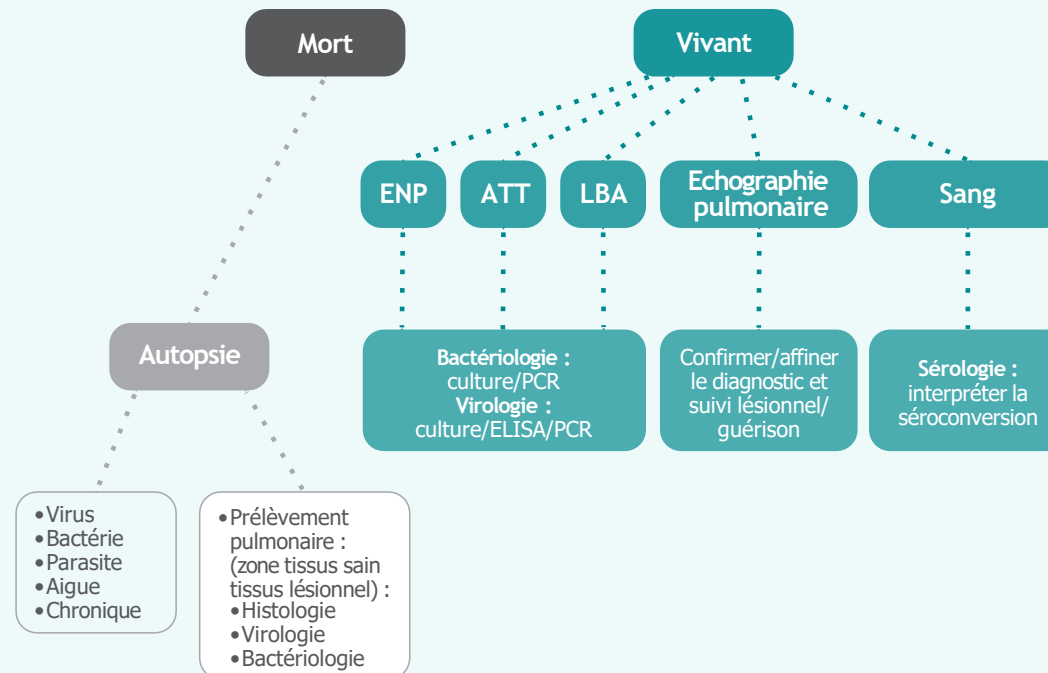 Mort
Vivant
ENP
ATT
LBA
Echographie
pulmonaire
Sang
Autopsie
Bactériologie :
culture/PCR
Virologie :
culture/ELISA/PCR
Confirmer/affiner
le diagnostic et
suivi lésionnel/
guérison
Sérologie :
interpréter la
séroconversion
•Virus
•Bactérie
•Parasite
•Aigue
•Chronique
•Prélèvement
pulmonaire :
(zone tissus sain
tissus lésionnel) :
•Histologie
•Virologie
•Bactériologie